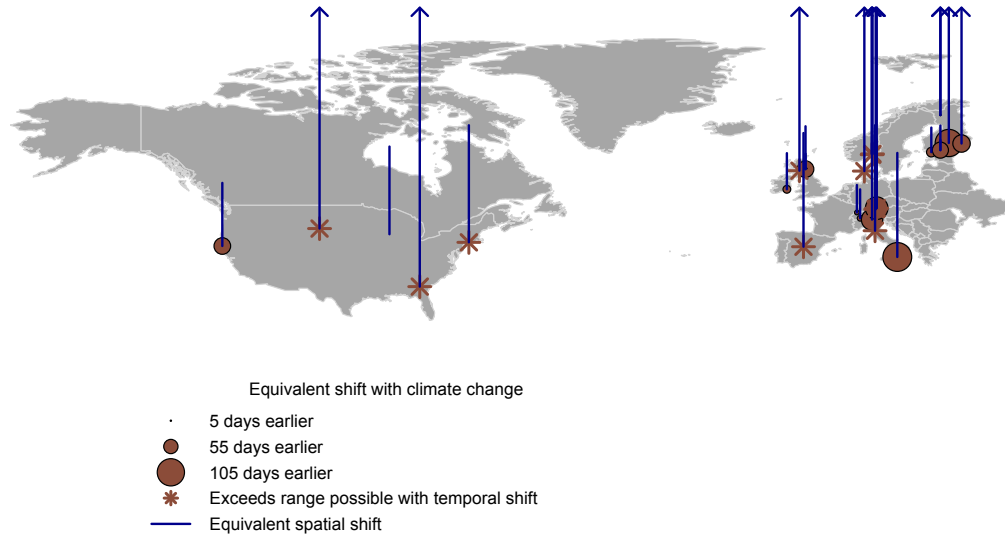 Equivalent shift with climate change
5 days earlier
55 days earlier
105 days earlier
Exceeds range possible with temporal shift
Equivalent spatial shift